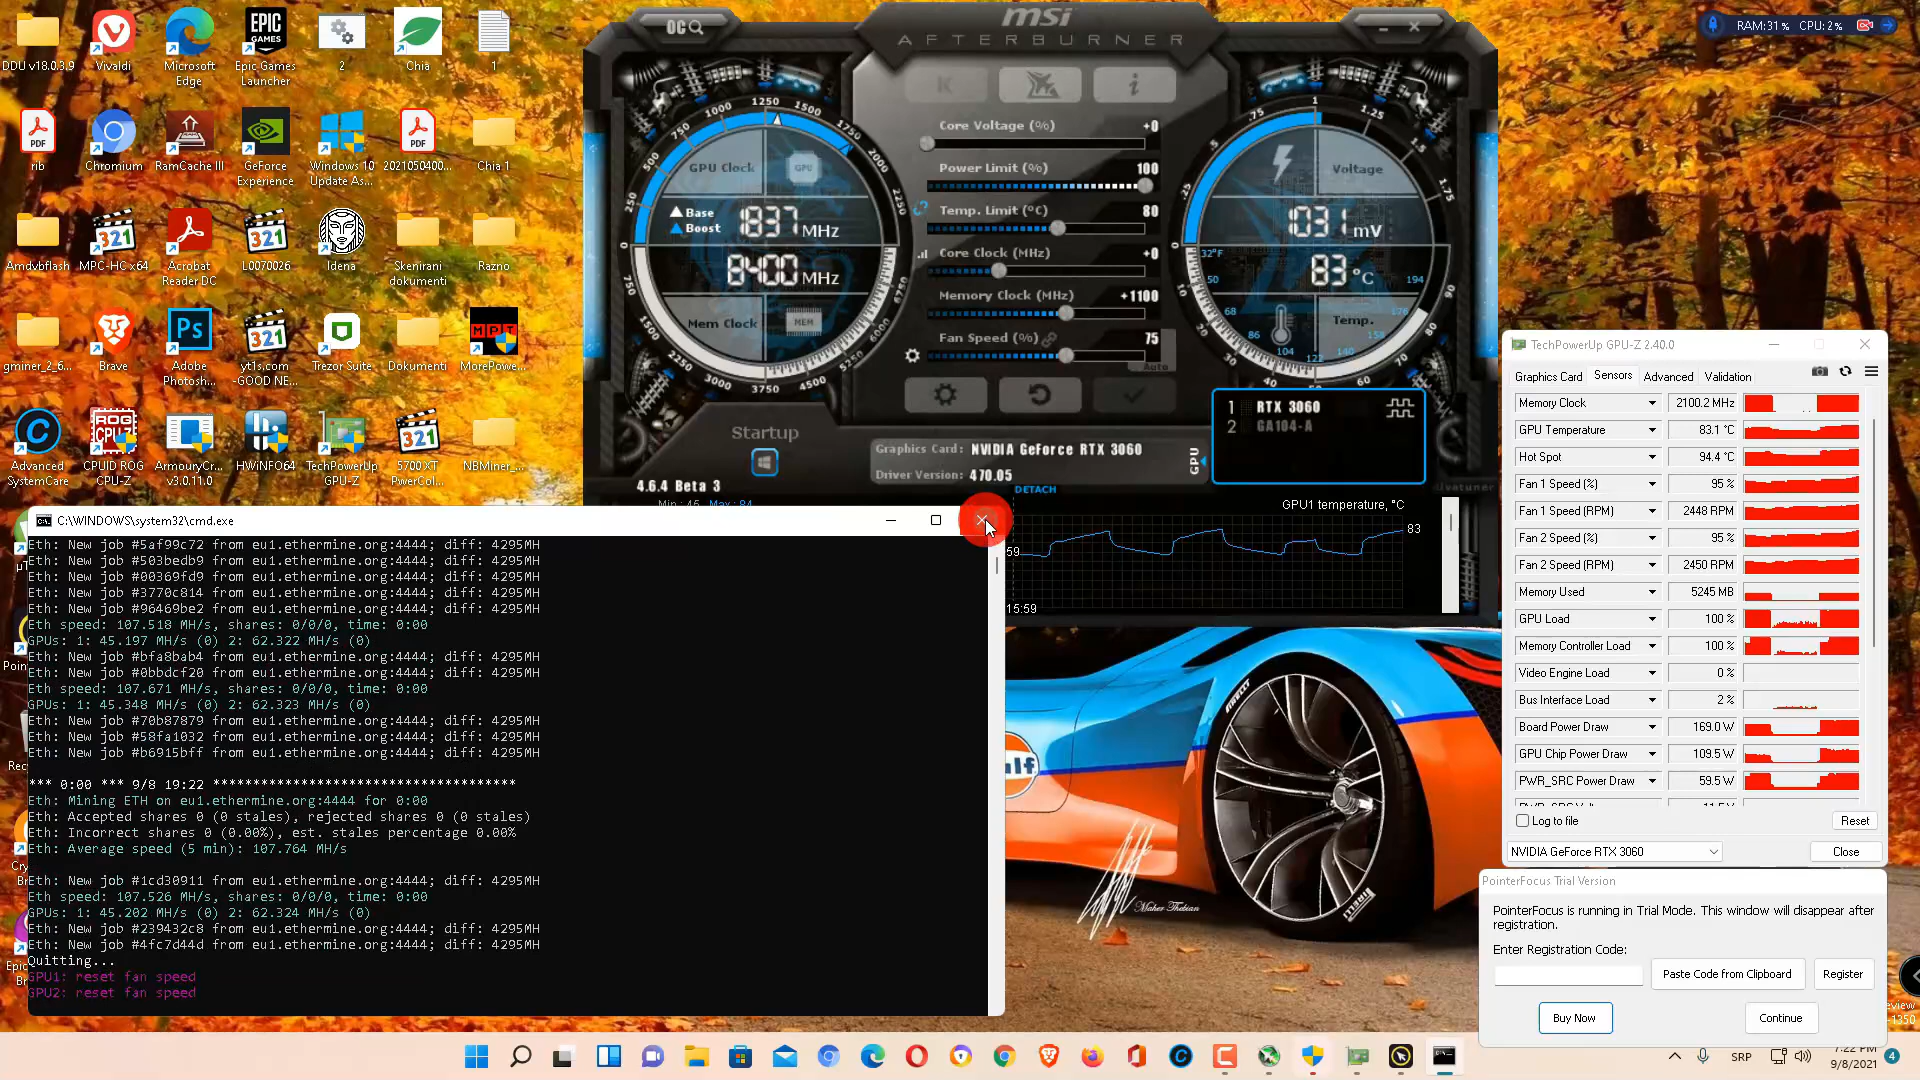 DDU v18.0.3.9
Vivaldi
Microsoft Edge
Epic Games Launcher
2
Chia
1
rib
Chromium
RamCache III
GeForce Experience
Windows 10 Update As...
2021050400...
Chia 1
Amdvbflash
MPC-HC x64
Acrobat Reader DC
L0070026
Idena
Skenirani dokumenti
Razno
gminer_2_6...
Brave
Adobe Photosh...
yt1s.com -GOOD NE...
Trezor Suite
Dokumenti
MorePowe...
Advanced SystemCare
CPUID ROG CPU-Z
ArmouryCr... v3.0.11.0
HWiNFO64
TechPowerUp GPU-Z
5700 XT PwerCol...
NBMiner_...
OC
msi
AFTERBURNER
GPU Clock
Base
Boost
1837 MHz
8400 MHz
Mem Clock
Core Voltage (%) +0
Power Limit (%) 100
Temp. Limit (°C) 80
Core Clock (MHz) +0
Memory Clock (MHz) +1100
Fan Speed (%) 75
Auto
Voltage
1031 mV
83 °C
Temp.
Startup
4.6.4 Beta 3
Graphics Card: NVIDIA GeForce RTX 3060
Driver Version: 470.05
DETACH
GPU
1 RTX 3060
2 GA104-A
GPU1 temperature, °C
83
59
15:59
RAM:31% CPU:2%
C:\WINDOWS\system32\cmd.exe
Eth: New job #5af99c72 from eu1.ethermine.org:4444; diff: 4295MH
Eth: New job #503bedb9 from eu1.ethermine.org:4444; diff: 4295MH
Eth: New job #00369fd9 from eu1.ethermine.org:4444; diff: 4295MH
Eth: New job #3770c814 from eu1.ethermine.org:4444; diff: 4295MH
Eth: New job #96469be2 from eu1.ethermine.org:4444; diff: 4295MH
Eth speed: 107.518 MH/s, shares: 0/0/0, time: 0:00
GPUs: 1: 45.197 MH/s (0) 2: 62.322 MH/s (0)
Eth: New job #bfa8bab4 from eu1.ethermine.org:4444; diff: 4295MH
Eth: New job #0bbdcf20 from eu1.ethermine.org:4444; diff: 4295MH
Eth speed: 107.671 MH/s, shares: 0/0/0, time: 0:00
GPUs: 1: 45.348 MH/s (0) 2: 62.323 MH/s (0)
Eth: New job #70b87879 from eu1.ethermine.org:4444; diff: 4295MH
Eth: New job #58fa1032 from eu1.ethermine.org:4444; diff: 4295MH
Eth: New job #b6915bff from eu1.ethermine.org:4444; diff: 4295MH
*** 0:00 *** 9/8 19:22 **************************************
Eth: Mining ETH on eu1.ethermine.org:4444 for 0:00
Eth: Accepted shares 0 (0 stales), rejected shares 0 (0 stales)
Eth: Incorrect shares 0 (0.00%), est. stales percentage 0.00%
Eth: Average speed (5 min): 107.764 MH/s
Eth: New job #1cd30911 from eu1.ethermine.org:4444; diff: 4295MH
Eth speed: 107.526 MH/s, shares: 0/0/0, time: 0:00
GPUs: 1: 45.202 MH/s (0) 2: 62.324 MH/s (0)
Eth: New job #239432c8 from eu1.ethermine.org:4444; diff: 4295MH
Eth: New job #4fc7d44d from eu1.ethermine.org:4444; diff: 4295MH
Quitting...
GPU1: reset fan speed
GPU2: reset fan speed
TechPowerUp GPU-Z 2.40.0
Graphics Card Sensors Advanced Validation
Memory Clock 2100.2 MHz
GPU Temperature 83.1 °C
Hot Spot 94.4 °C
Fan 1 Speed (%) 95 %
Fan 1 Speed (RPM) 2448 RPM
Fan 2 Speed (%) 95 %
Fan 2 Speed (RPM) 2450 RPM
Memory Used 5245 MB
GPU Load 100 %
Memory Controller Load 100 %
Video Engine Load 0 %
Bus Interface Load 2 %
Board Power Draw 169.0 W
GPU Chip Power Draw 109.5 W
PWR_SRC Power Draw 59.5 W
Log to file
Reset
NVIDIA GeForce RTX 3060
Close
PointerFocus Trial Version
PointerFocus is running in Trial Mode. This window will disappear after
registration.
Enter Registration Code:
Paste Code from Clipboard
Register
Buy Now
Continue
Maher Thebian
PIRELLI
SRP
7:22 PM
9/8/2021
4